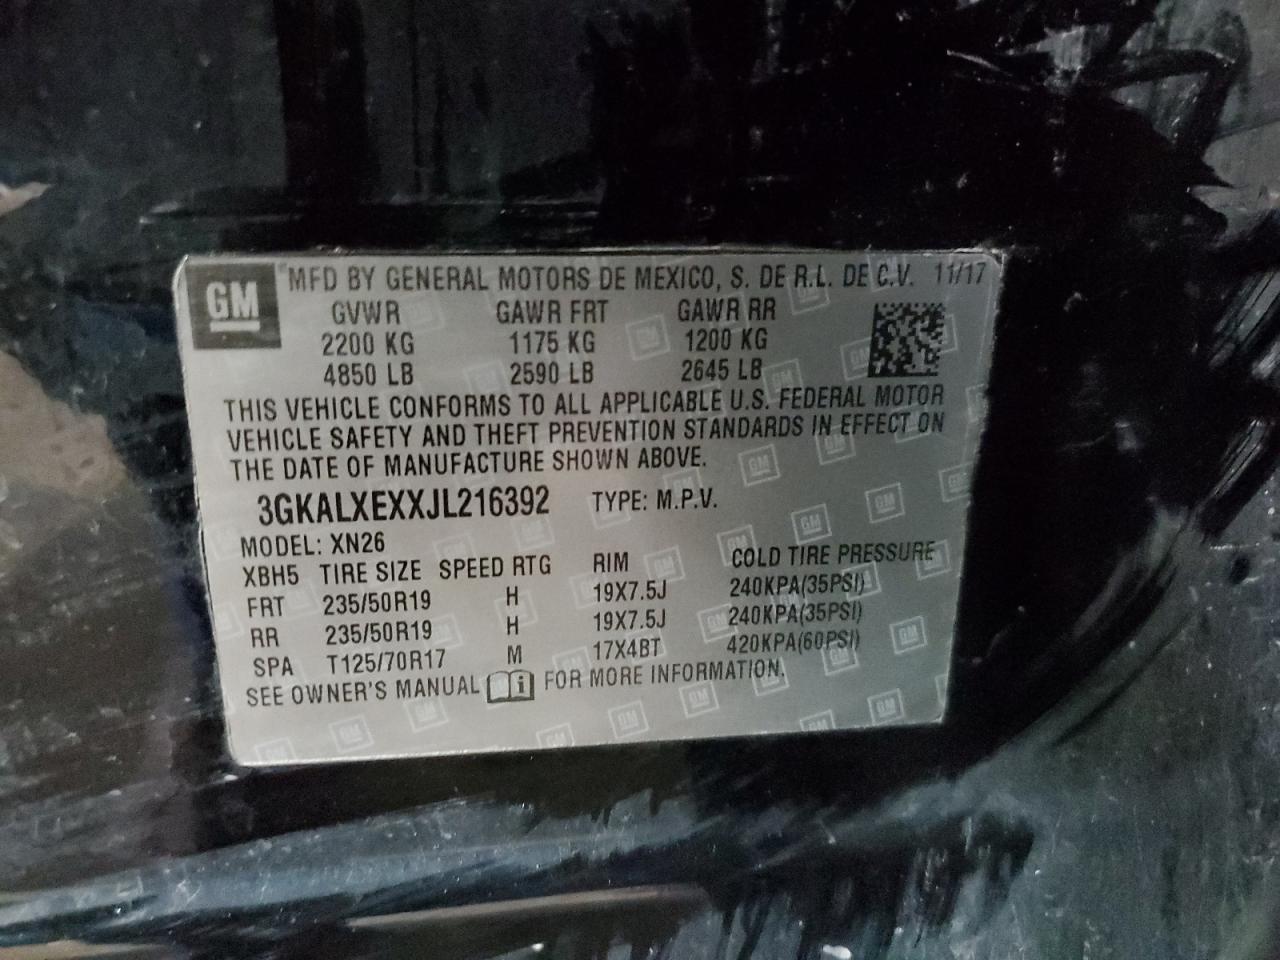 GM MFD BY GENERAL MOTORS DE MEXICO, S. DE R.L. DE C.V. 11/17
GVWR GAWR FRT GAWR RR
2200 KG 1175 KG 1200 KG
4850 LB 2590 LB 2645 LB
THIS VEHICLE CONFORMS TO ALL APPLICABLE U.S. FEDERAL MOTOR
VEHICLE SAFETY AND THEFT PREVENTION STANDARDS IN EFFECT ON
THE DATE OF MANUFACTURE SHOWN ABOVE.
3GKALXEXXJL216392 TYPE: M.P.V.
MODEL: XN26
XBH5 TIRE SIZE SPEED RTG RIM COLD TIRE PRESSURE
FRT 235/50R19 H 19X7.5J 240KPA(35PSI)
RR 235/50R19 H 19X7.5J 240KPA(35PSI)
SPA T125/70R17 M 17X4BT 420KPA(60PSI)
SEE OWNER'S MANUAL i FOR MORE INFORMATION.